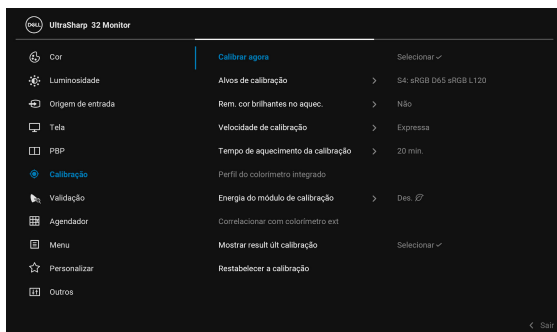 DELL UltraSharp 32 Monitor
Cor
Calibrar agora Selecionar
Luminosidade
Alvos de calibração S4: sRGB D65 sRGB L120
Origem de entrada
Rem. cor brilhantes no aquec. Não
Tela
Velocidade de calibração Expressa
PBP
Tempo de aquecimento da calibração 20 min.
Calibração
Perfil do colorímetro integrado
Validação
Energia do módulo de calibração Des.
Agendador
Correlacionar com colorímetro ext
Menu
Mostrar result últ calibração Selecionar
Personalizar
Restabelecer a calibração
Outros
Sair